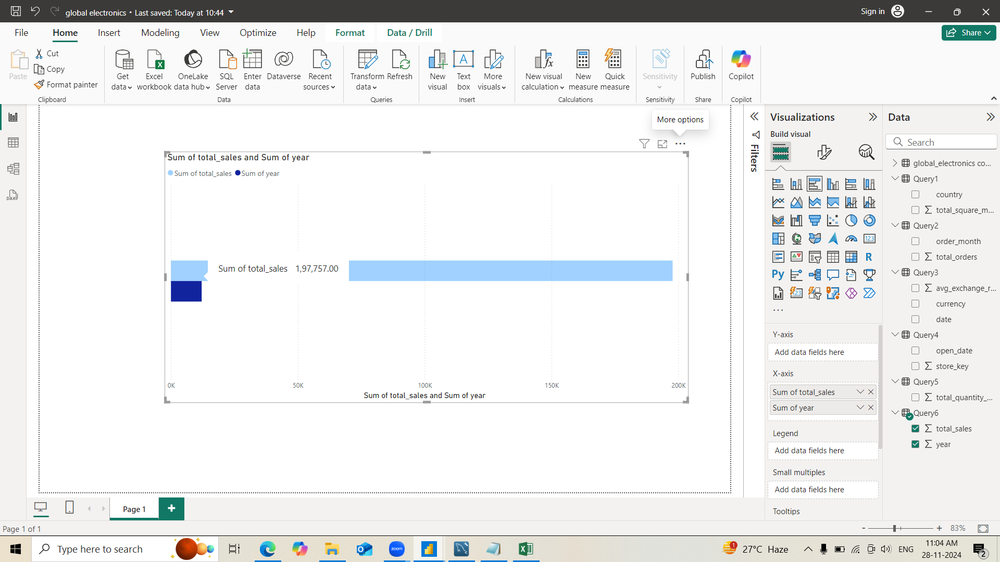 global electronics • Last saved: Today at 10:44
Sign in
File
Home
Insert
Modeling
View
Optimize
Help
Format
Data / Drill
Share
Paste
Cut
Copy
Format painter
Clipboard
Get data
Excel workbook
OneLake data hub
SQL Server
Enter data
Dataverse
Recent sources
Data
Transform data
Refresh
Queries
New visual
Text box
More visuals
Insert
New visual calculation
New measure
Quick measure
Calculations
Sensitivity
Sensitivity
Publish
Share
Copilot
Copilot
More options
Sum of total_sales and Sum of year
Sum of total_sales
Sum of year
Sum of total_sales 1,97,757.00
0K 50K 100K 150K 200K
Sum of total_sales and Sum of year
Filters
Visualizations
Build visual
123
R
Py
123
Y-axis
Add data fields here
X-axis
Sum of total_sales
Sum of year
Legend
Add data fields here
Small multiples
Add data fields here
Tooltips
Data
Search
global_electronics co...
Query1
country
total_square_m...
Query2
order_month
total_orders
Query3
avg_exchange_r...
currency
date
Query4
open_date
store_key
Query5
total_quantity_...
Query6
total_sales
year
DAX
Page 1
Page 1 of 1
- + 83%
Type here to search
zoom
1
27°C Haze
ENG
11:04 AM
28-11-2024
2